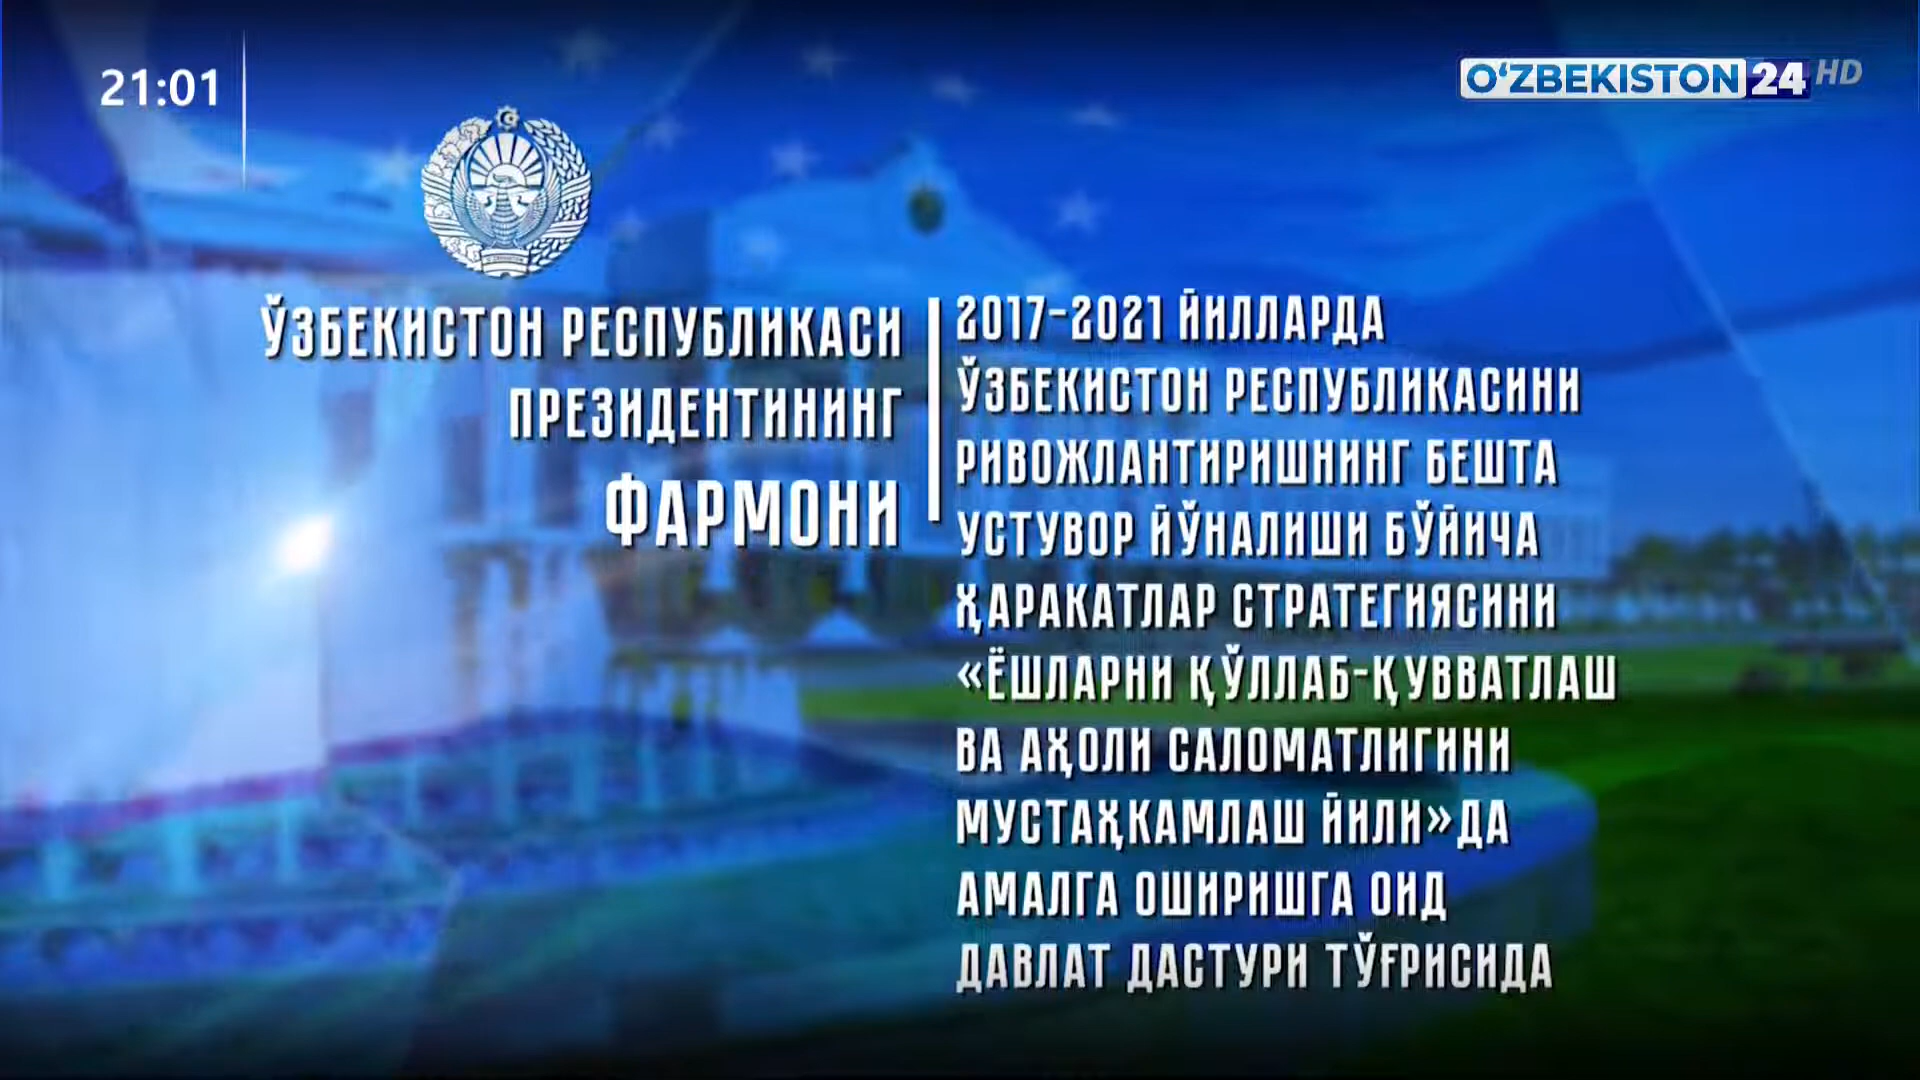 21:01
O‘ZBEKISTON 24 HD
ЎЗБЕКИСТОН РЕСПУБЛИКАСИ
ПРЕЗИДЕНТИНИНГ
ФАРМОНИ
2017-2021 ЙИЛЛАРДА
ЎЗБЕКИСТОН РЕСПУБЛИКАСИНИ
РИВОЖЛАНТИРИШНИНГ БЕШТА
УСТУВОР ЙЎНАЛИШИ БЎЙИЧА
ҲАРАКАТЛАР СТРАТЕГИЯСИНИ
«ЁШЛАРНИ ҚЎЛЛАБ-ҚУВВАТЛАШ
ВА АҲОЛИ САЛОМАТЛИГИНИ
МУСТАҲКАМЛАШ ЙИЛИ»ДА
АМАЛГА ОШИРИШГА ОИД
ДАВЛАТ ДАСТУРИ ТЎҒРИСИДА